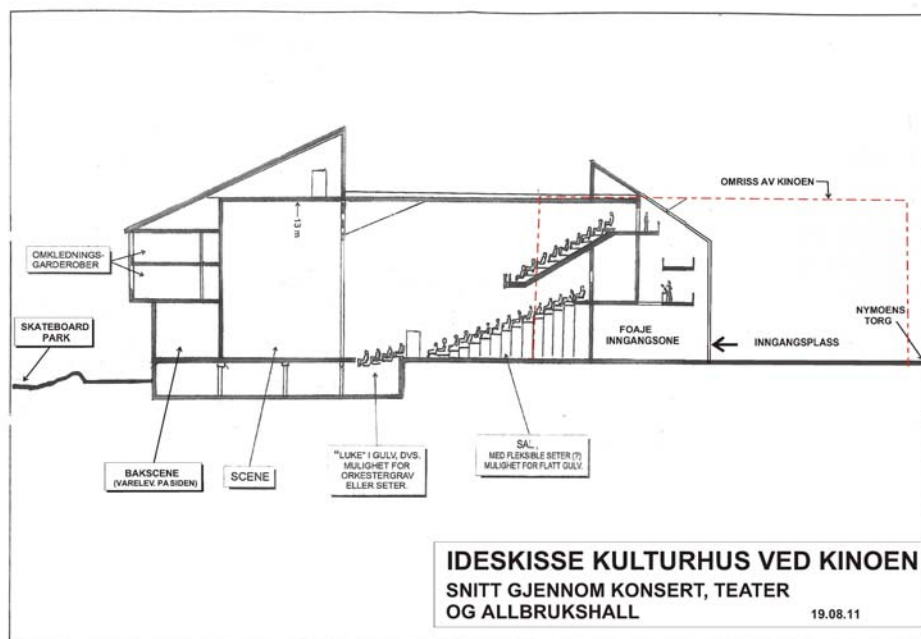 OMRISS AV KINOEN
13 m
OMKLEDNINGS-
GARDEROBER
SKATEBOARD
PARK
NYMOENS
TORG
FOAJE
INNGANGSONE
INNGANGSPLASS
BAKSCENE
(VARELEV. PA SIDEN)
SCENE
"LUKE" I GULV, DVS.
MULIGHET FOR
ORKESTERGRAV
ELLER SETER.
SAL,
MED FLEKSIBLE SETER (?)
MULIGHET FOR FLATT GULV.
IDESKISSE KULTURHUS VED KINOEN
SNITT GJENNOM KONSERT, TEATER
OG ALLBRUKSHALL
19.08.11